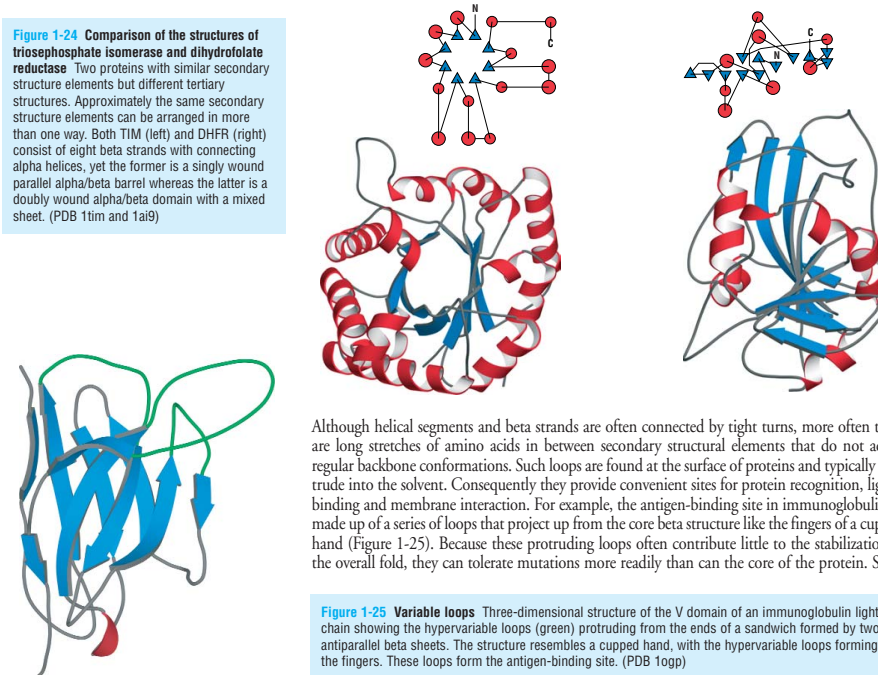 Figure 1-24 Comparison of the structures of
triosephosphate isomerase and dihydrofolate
reductase Two proteins with similar secondary
structure elements but different tertiary
structures. Approximately the same secondary
structure elements can be arranged in more
than one way. Both TIM (left) and DHFR (right)
consist of eight beta strands with connecting
alpha helices, yet the former is a singly wound
parallel alpha/beta barrel whereas the latter is a
doubly wound alpha/beta domain with a mixed
sheet. (PDB 1tim and 1ai9)
N
C
C
N
Although helical segments and beta strands are often connected by tight turns, more often t
are long stretches of amino acids in between secondary structural elements that do not a
regular backbone conformations. Such loops are found at the surface of proteins and typically
trude into the solvent. Consequently they provide convenient sites for protein recognition, lig
binding and membrane interaction. For example, the antigen-binding site in immunoglobuli
made up of a series of loops that project up from the core beta structure like the fingers of a cup
hand (Figure 1-25). Because these protruding loops often contribute little to the stabilizatio
the overall fold, they can tolerate mutations more readily than can the core of the protein. S
Figure 1-25 Variable loops Three-dimensional structure of the V domain of an immunoglobulin light
chain showing the hypervariable loops (green) protruding from the ends of a sandwich formed by two
antiparallel beta sheets. The structure resembles a cupped hand, with the hypervariable loops forming
the fingers. These loops form the antigen-binding site. (PDB 1ogp)